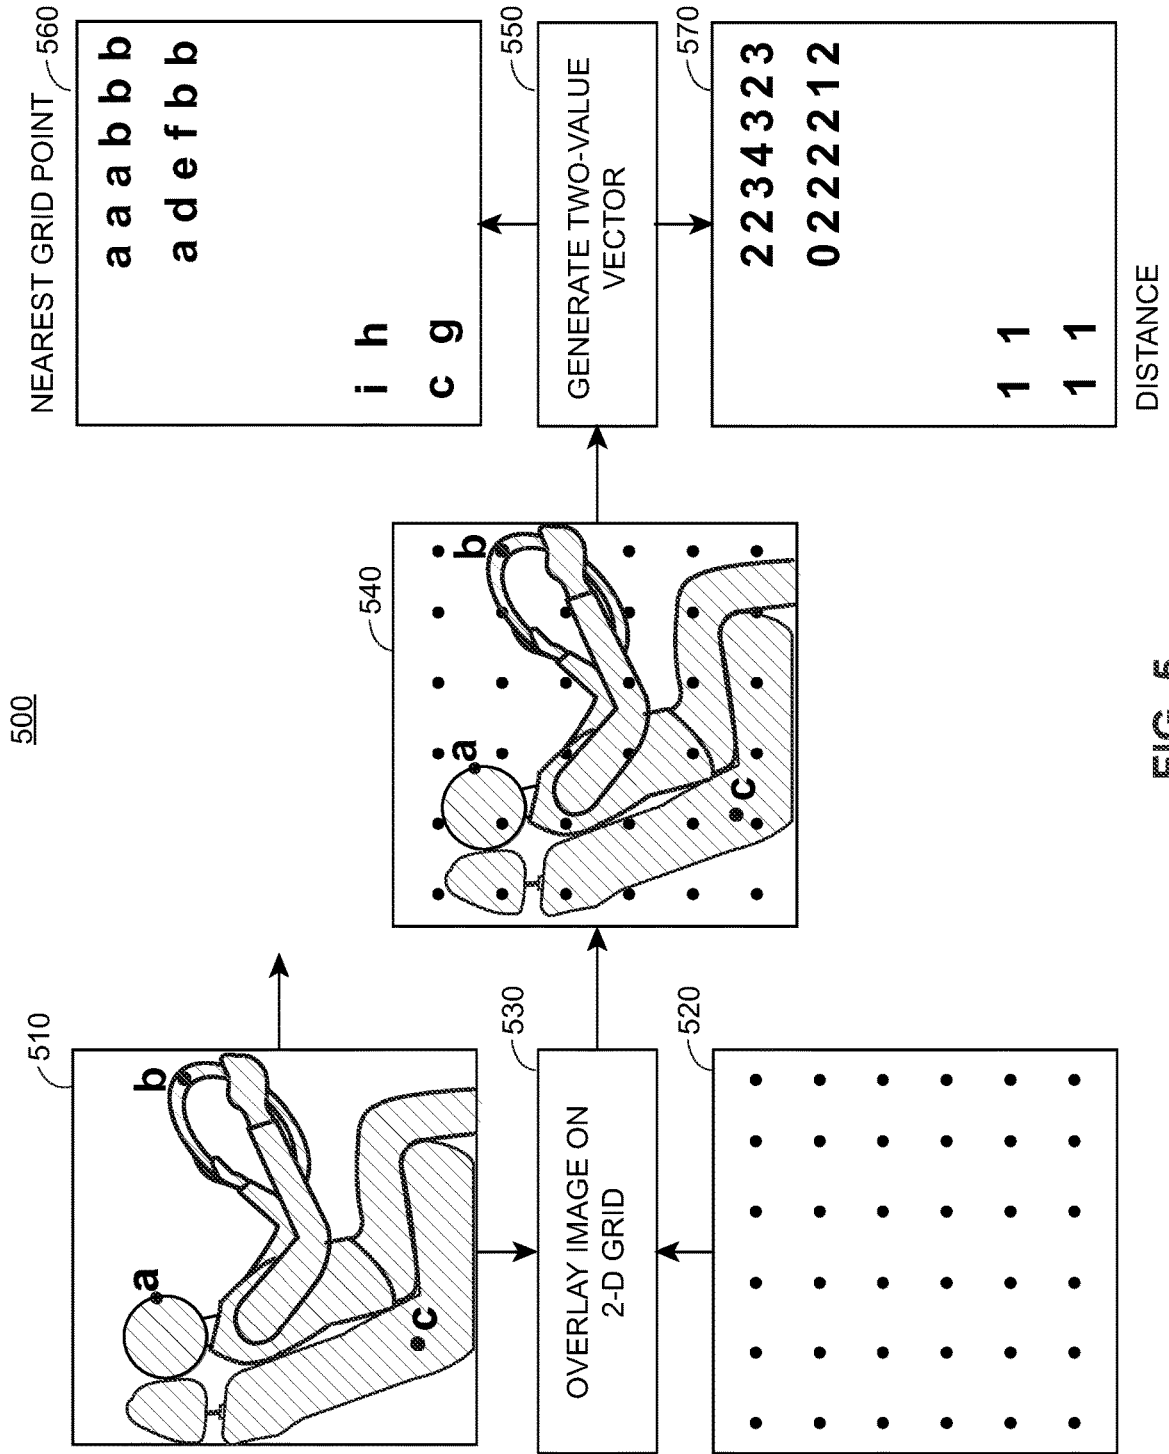 500
510
a
b
c
530
OVERLAY IMAGE ON
2-D GRID
520
540
a
b
c
NEAREST GRID POINT
560
a a a b b b
a d e f b b
i h
c g
550
GENERATE TWO-VALUE
VECTOR
570
2 2 3 4 3 2 3
0 2 2 2 2 1 2
1 1
1 1
DISTANCE
FIG. 5